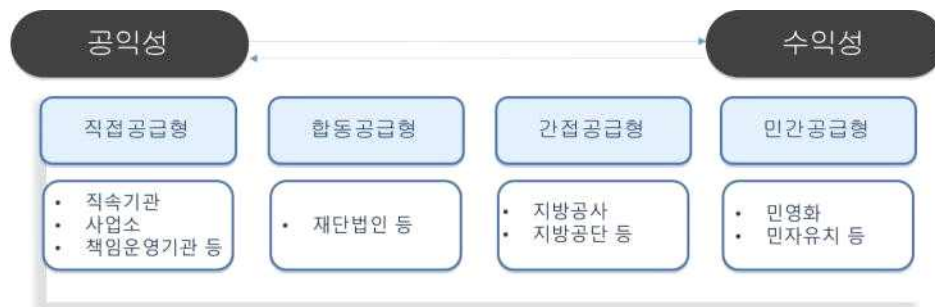 공익성
수익성
직접공급형
합동공급형
간접공급형
민간공급형
• 직속기관
• 사업소
• 책임운영기관 등
• 재단법인 등
• 지방공사
• 지방공단 등
• 민영화
• 민자유치 등